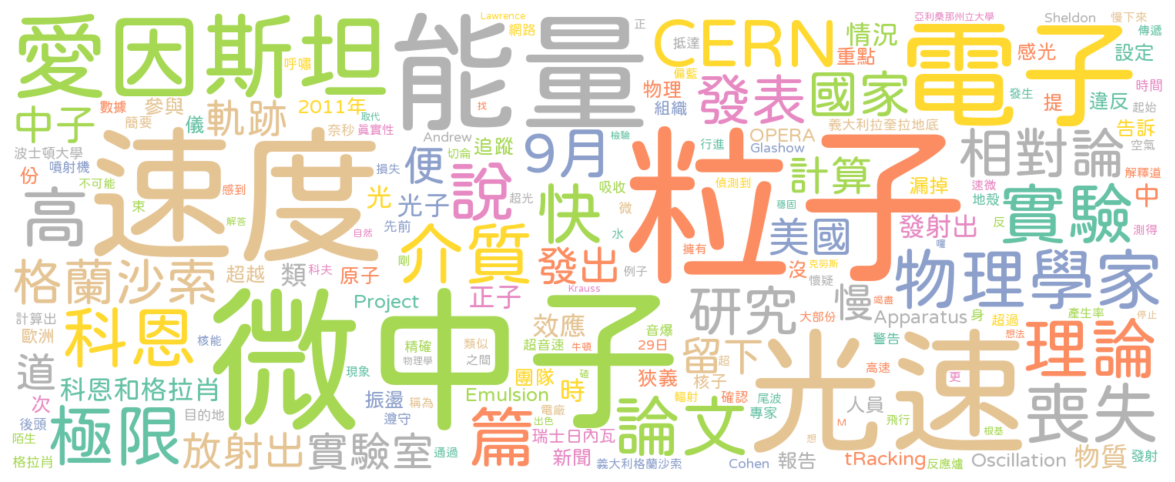 愛因斯坦
能量
CERN
電子
Lawrence
網路
正
呼嘯
抵達
偏藍
情況
重點
亞利桑那州立大學
Sheldon
慢下來
傳遞
感光
設定
中子
數據
參與
簡要
2011年
取代
奈秒
真實性
儀
軌跡
物理
組織
發表
國家
發生
提
違反
時間
起始
波士頓大學
噴射機
份
不可能
Andrew
切侖
追蹤
損失
便
9月
檢驗
行進
OPERA
Glashow
義大利拉奎拉地底
告訴
空氣
速度
感到
束
解答
自然
光
光子
先前
說
超光
快
吸收
微
水
粒子
偵測到
穩固
擁有
計算
漏掉
相對論
速微
地殼
反
解釋道
中
實驗
測得
高
格蘭沙索
超越
類
科夫
原子
剛
介質
發出
例子
美國
沒
克勞斯
懷疑
發射出
嚐
物理學家
Krauss
竭盡
計算出
歐洲
科恩
核能
Project
正子
微中子
效應
音爆
超音速
牛頓
29日
研究
慢
大部份
Apparatus
身
超過
警告
想法
產生率
停止
理論
道
次
後頭
陌生
格拉肖
科恩和格拉肖
極限
目的地
放射出
現象
振盪
遵守
稱為
通過
實驗室
精確
物理學
類似
之間
團隊
Emulsion
時
電廠
出色
碰
篇
瑞士日內瓦
新聞
義大利格蘭沙索
狹義
核子
留下
超
輻射
確認
尾波
專家
論文
Cohen
報告
光速
高速
更
人員
M
飛行
想
根基
tRacking
反應爐
Oscillation
喪失
物質
發射
找